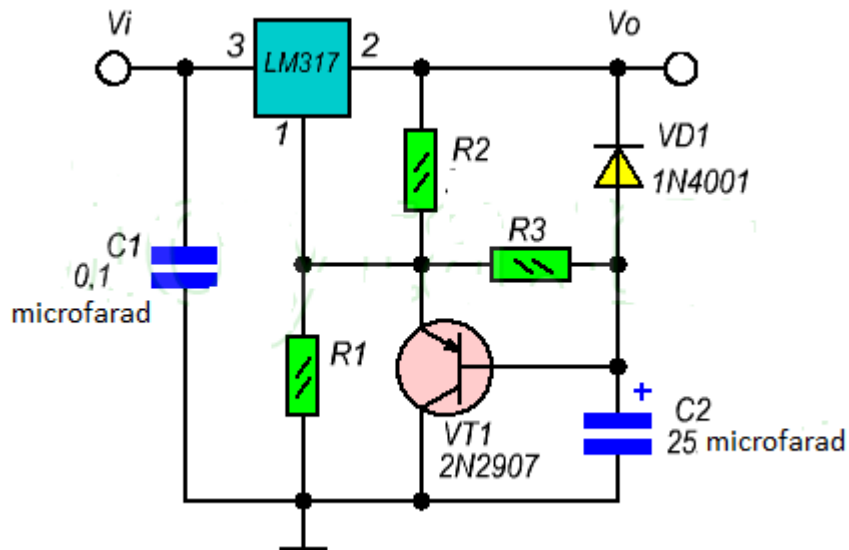 Vi
Vo
3
LM317
2
1
R2
VD1
1N4001
R3
C1
0,1
microfarad
R1
VT1
2N2907
+
C2
25 microfarad